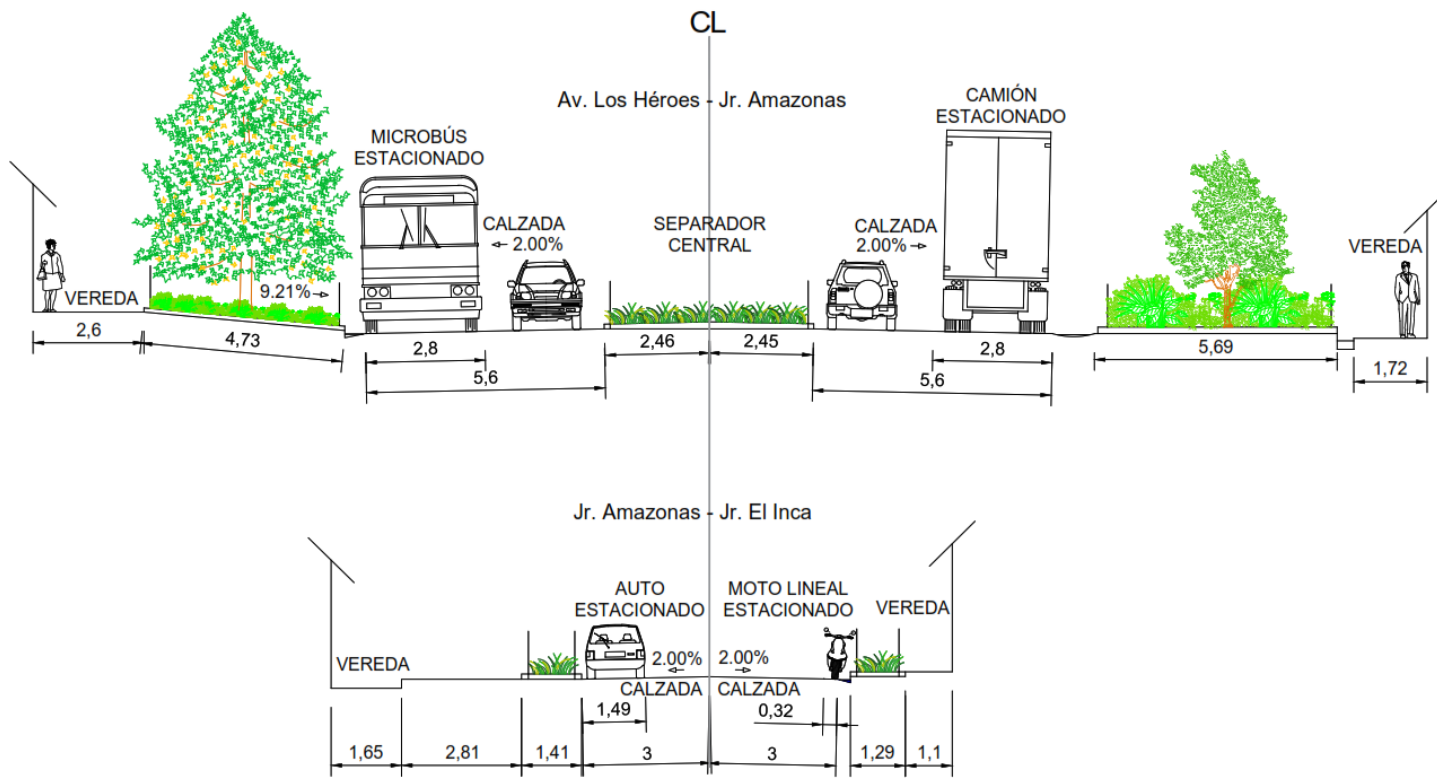 CL
Av. Los Héroes - Jr. Amazonas
MICROBÚS
ESTACIONADO
CAMIÓN
ESTACIONADO
CALZADA
2.00%
SEPARADOR
CENTRAL
CALZADA
2.00%
VEREDA
9.21%
VEREDA
2,6
4,73
2,8
5,6
2,46
2,45
2,8
5,6
5,69
1,72
Jr. Amazonas - Jr. El Inca
AUTO
ESTACIONADO
MOTO LINEAL
ESTACIONADO
VEREDA
VEREDA
2.00%
2.00%
CALZADA
CALZADA
1,49
0,32
1,65
2,81
1,41
3
3
1,29
1,1